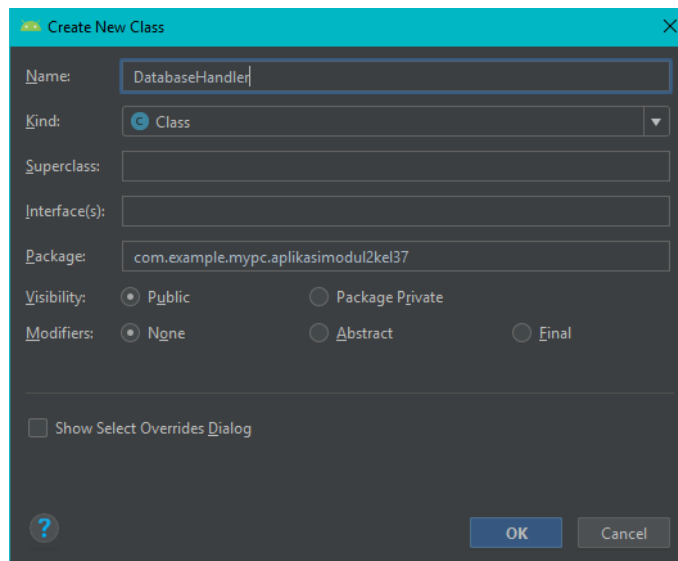 Create New Class
Name: DatabaseHandler
Kind: C Class
Superclass:
Interface(s):
Package: com.example.mypc.aplikasimodul2kel37
Visibility: Public Package Private
Modifiers: None Abstract Final
Show Select Overrides Dialog
? OK Cancel